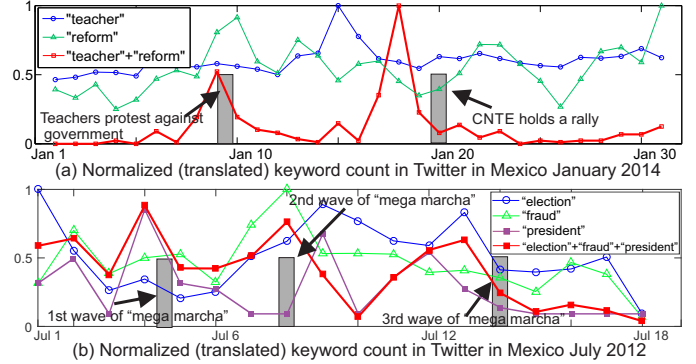 1
"teacher"
"reform"
"teacher"+"reform"
0.5
Teachers protest against
government
CNTE holds a rally
0
Jan 1
Jan 10
Jan 20
Jan 31
(a) Normalized (translated) keyword count in Twitter in Mexico January 2014
1
2nd wave of "mega marcha"
"election"
"fraud"
"president"
"election"+"fraud"+"president"
0.5
1st wave of "mega marcha"
3rd wave of "mega marcha"
0
Jul 1
Jul 6
Jul 12
Jul 18
(b) Normalized (translated) keyword count in Twitter in Mexico July 2012